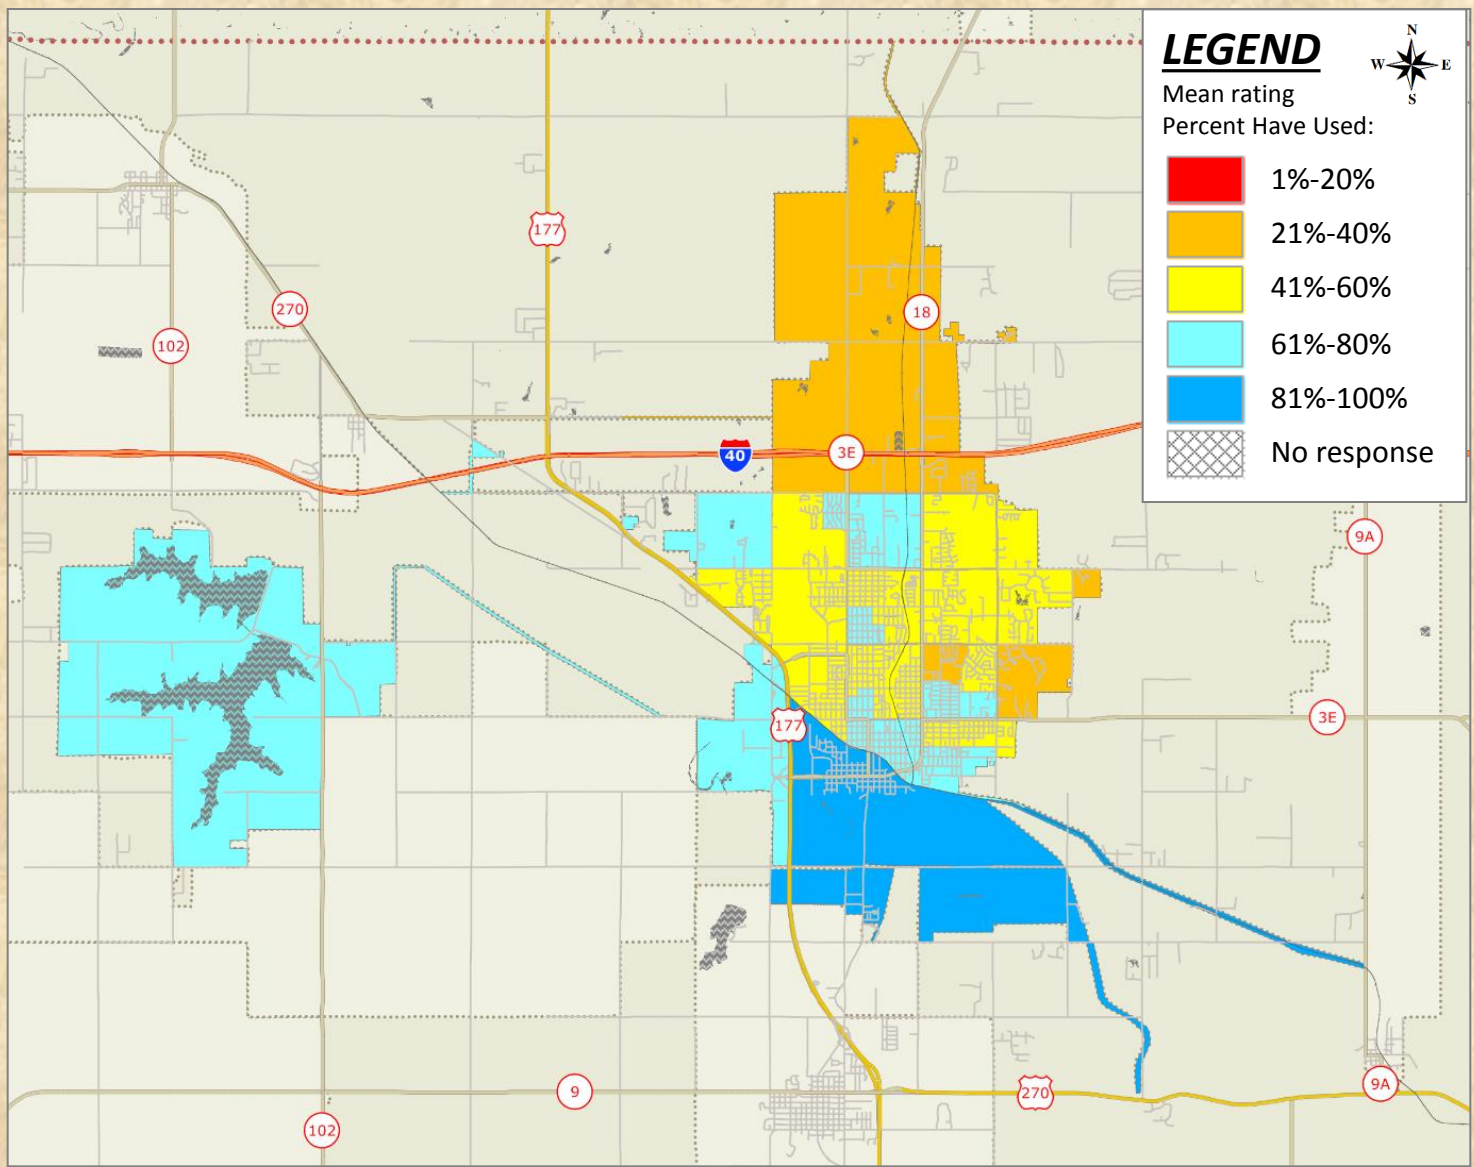 LEGEND
N
W E
S
Mean rating
Percent Have Used:
1%-20%
21%-40%
41%-60%
61%-80%
81%-100%
No response
177
270
18
102
40
3E
9A
3E
177
9
270
9A
102